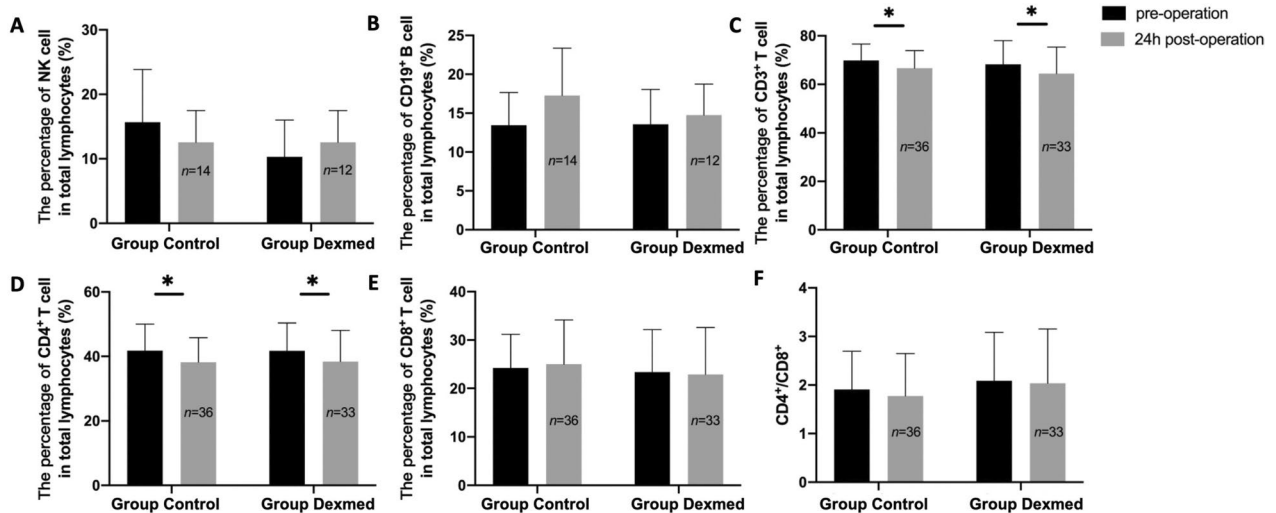 A
The percentage of NK cell
in total lymphocytes (%)
30
20
10
0
n=14
n=12
Group Control
Group Dexmed
B
The percentage of CD19⁺ B cell
in total lymphocytes (%)
25
20
15
10
5
0
n=14
n=12
Group Control
Group Dexmed
C
The percentage of CD3⁺ T cell
in total lymphocytes (%)
80
60
40
20
0
*
*
n=36
n=33
Group Control
Group Dexmed
pre-operation
24h post-operation
D
The percentage of CD4⁺ T cell
in total lymphocytes (%)
60
40
20
0
*
*
n=36
n=33
Group Control
Group Dexmed
E
The percentage of CD8⁺ T cell
in total lymphocytes (%)
40
30
20
10
0
n=36
n=33
Group Control
Group Dexmed
F
CD4⁺/CD8⁺
4
3
2
1
0
n=36
n=33
Group Control
Group Dexmed